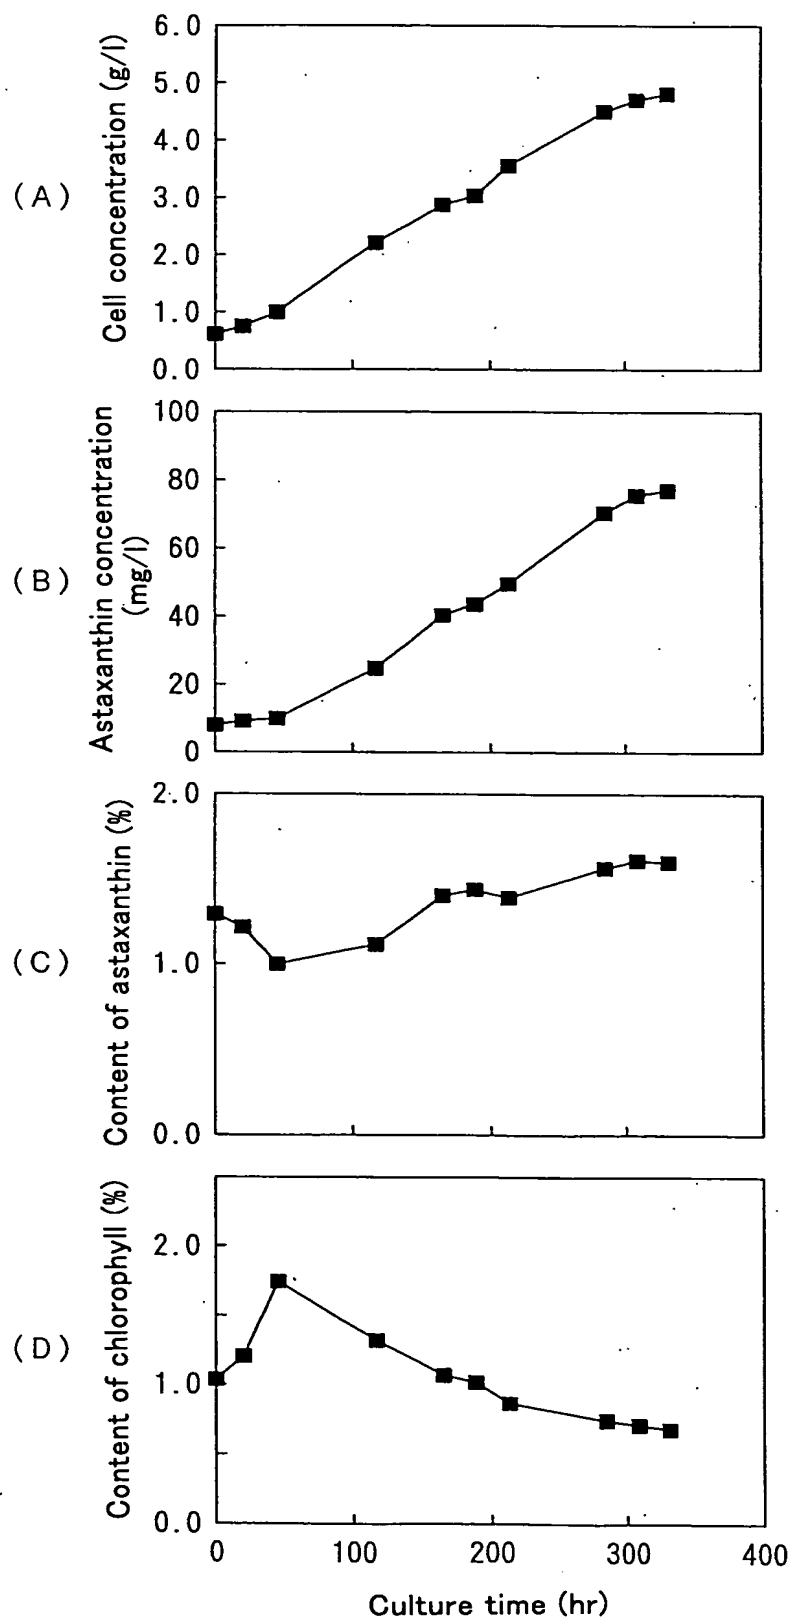 (A)
Cell concentration (g/l)
6.0
5.0
4.0
3.0
2.0
1.0
0.0
(B)
Astaxanthin concentration
(mg/l)
100
80
60
40
20
0
(C)
Content of astaxanthin (%)
2.0
1.0
0.0
(D)
Content of chlorophyll (%)
2.0
1.0
0.0
0 100 200 300 400
Culture time (hr)